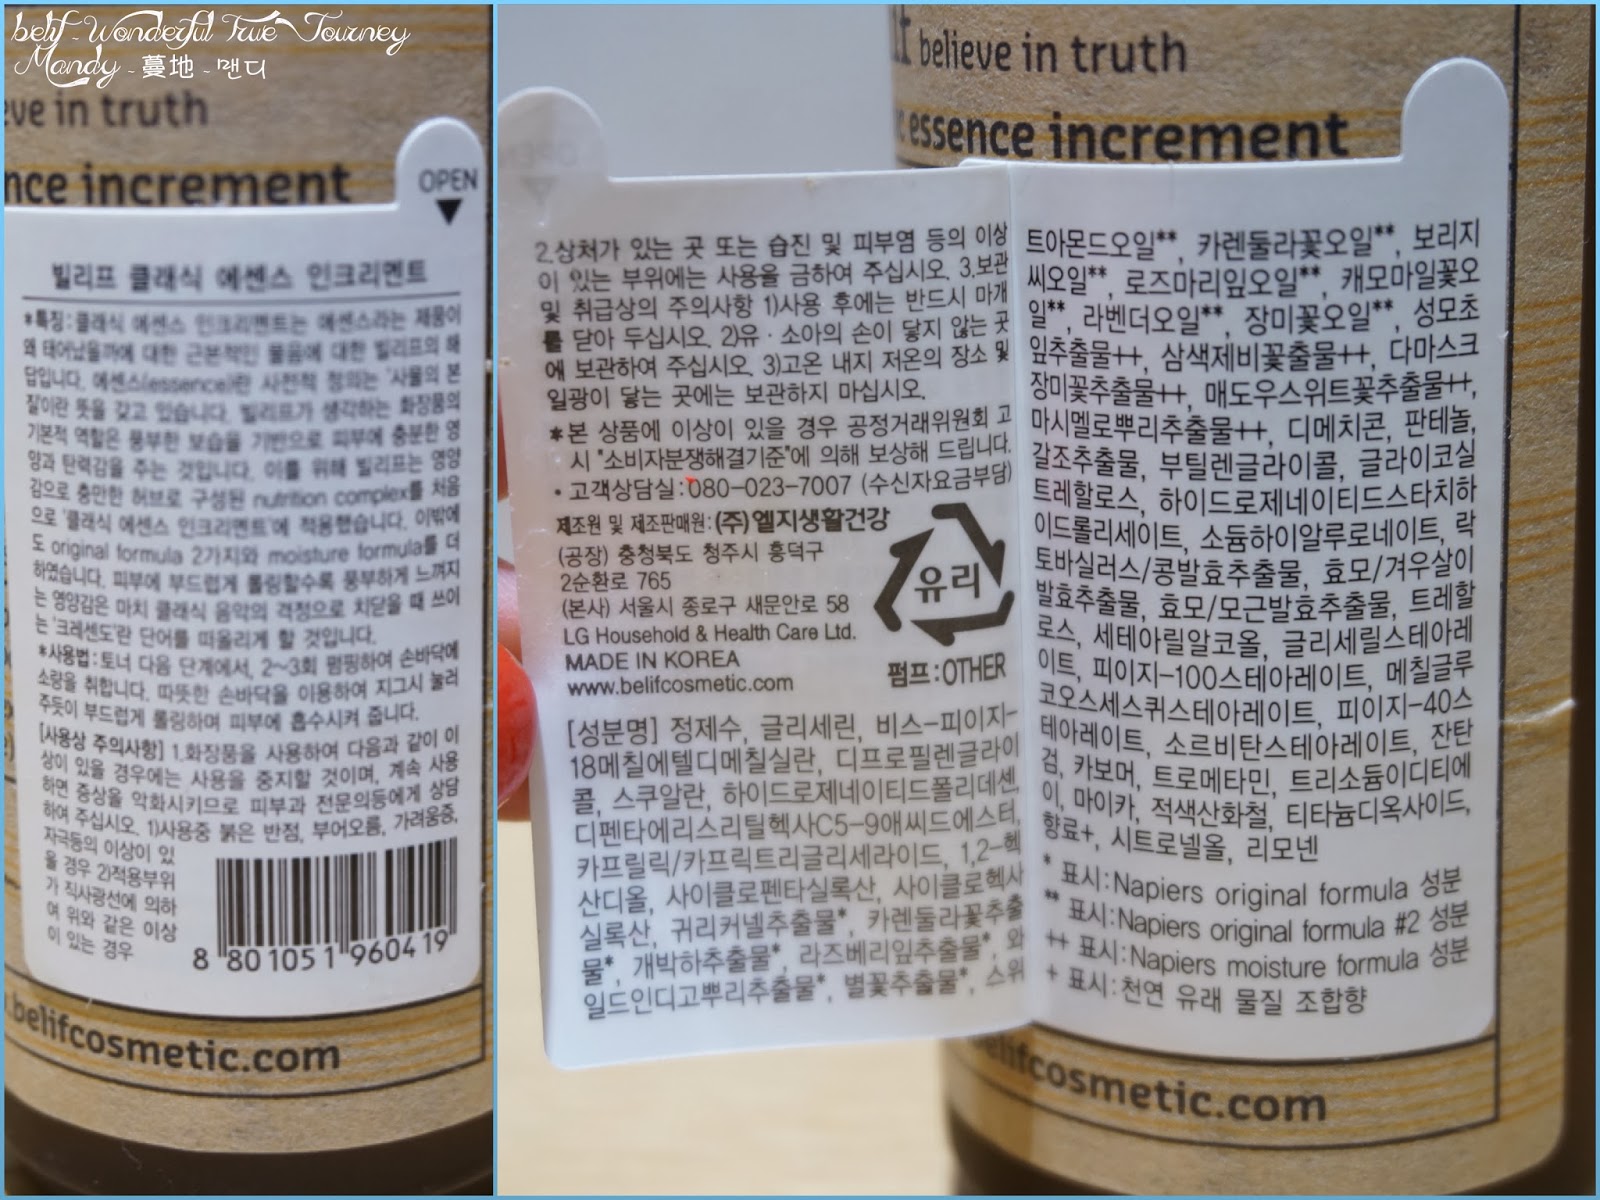 belif - Wonderful True Journey
Mandy - 蔓地 - 맨디
eve in truth
nce increment
OPEN
빌리프 클래식 에센스 인크리멘트
*특징:클래식 에센스 인크리멘트는 에센스라는 제품이
왜 태어났을까에 대한 근본적인 물음에 대한 빌리프의 해
답입니다. 에센스(essence)란 사전적 정의는 '사물의 본
질'이란 뜻을 갖고 있습니다. 빌리프가 생각하는 화장품의
기본적 역할은 풍부한 보습을 기반으로 피부에 충분한 영
양과 탄력감을 주는 것입니다. 이를 위해 빌리프는 영양
감으로 충만한 허브로 구성된 nutrition complex를 처음
으로 '클래식 에센스 인크리멘트'에 적용했습니다. 이밖에
도 original formula 2가지와 moisture formula를 더
하였습니다. 피부에 부드럽게 롤링할수록 풍부하게 느껴지
는 영양감은 마치 클래식 음악의 격정으로 치닫을 때 쓰이
는 '크레센도'란 단어를 떠올리게 할 것입니다.
*사용법:토너 다음 단계에서, 2~3회 펌핑하여 손바닥에
소량을 취합니다. 따뜻한 손바닥을 이용하여 지그시 눌러
주듯이 부드럽게 롤링하며 피부에 흡수시켜 줍니다.
[사용상 주의사항] 1.화장품을 사용하여 다음과 같이 이
상이 있을 경우에는 사용을 중지할 것이며, 계속 사용
하면 증상을 악화시키므로 피부과 전문의등에게 상담
하여 주십시오. 1)사용중 붉은 반점, 부어오름, 가려움증,
자극등의 이상이 있
을 경우 2)적용부위
가 직사광선에 의하
여 위와 같은 이상
이 있는 경우
8 801051 960419
.belifcosmetic.com
believe in truth
c essence increment
OPEN
2.상처가 있는 곳 또는 습진 및 피부염 등의 이상
이 있는 부위에는 사용을 금하여 주십시오. 3.보관
및 취급상의 주의사항 1)사용 후에는 반드시 마개
를 닫아 두십시오. 2)유·소아의 손이 닿지 않는 곳
에 보관하여 주십시오. 3)고온 내지 저온의 장소 및
일광이 닿는 곳에는 보관하지 마십시오.
*본 상품에 이상이 있을 경우 공정거래위원회 고
시 "소비자분쟁해결기준"에 의해 보상해 드립니다.
•고객상담실:080-023-7007 (수신자요금부담)
제조원 및 제조판매원:(주)엘지생활건강
(공장) 충청북도 청주시 흥덕구
2순환로 765
(본사) 서울시 종로구 새문안로 58
LG Household & Health Care Ltd.
MADE IN KOREA
www.belifcosmetic.com
유리
펌프:OTHER
[성분명] 정제수, 글리세린, 비스-피이지-
18메칠에텔디메칠실란, 디프로필렌글라이
콜, 스쿠알란, 하이드로제네이티드폴리데센,
디펜타에리스리틸헥사C5-9애씨드에스터,
카프릴릭/카프릭트리글리세라이드, 1,2-헥
산디올, 사이클로펜타실록산, 사이클로헥사
실록산, 귀리커넬추출물*, 카렌둘라꽃추출
물*, 개박하추출물*, 라즈베리잎추출물*, 와
일드인디고뿌리추출물*, 별꽃추출물*, 스위
트아몬드오일**, 카렌둘라꽃오일**, 보리지
씨오일**, 로즈마리잎오일**, 캐모마일꽃오
일**, 라벤더오일**, 장미꽃오일**, 성모초
잎추출물++, 삼색제비꽃출물++, 다마스크
장미꽃추출물++, 매도우스위트꽃추출물++,
마시멜로뿌리추출물++, 디메치콘, 판테놀,
갈조추출물, 부틸렌글라이콜, 글라이코실
트레할로스, 하이드로제네이티드스타치하
이드롤리세이트, 소듐하이알루로네이트, 락
토바실러스/콩발효추출물, 효모/겨우살이
발효추출물, 효모/모근발효추출물, 트레할
로스, 세테아릴알코올, 글리세릴스테아레
이트, 피이지-100스테아레이트, 메칠글루
코오스세스퀴스테아레이트, 피이지-40스
테아레이트, 소르비탄스테아레이트, 잔탄
검, 카보머, 트로메타민, 트리소듐이디티에
이, 마이카, 적색산화철, 티타늄디옥사이드,
향료+, 시트로넬올, 리모넨
* 표시:Napiers original formula 성분
** 표시:Napiers original formula #2 성분
++ 표시:Napiers moisture formula 성분
+ 표시:천연 유래 물질 조합향
belifcosmetic.com